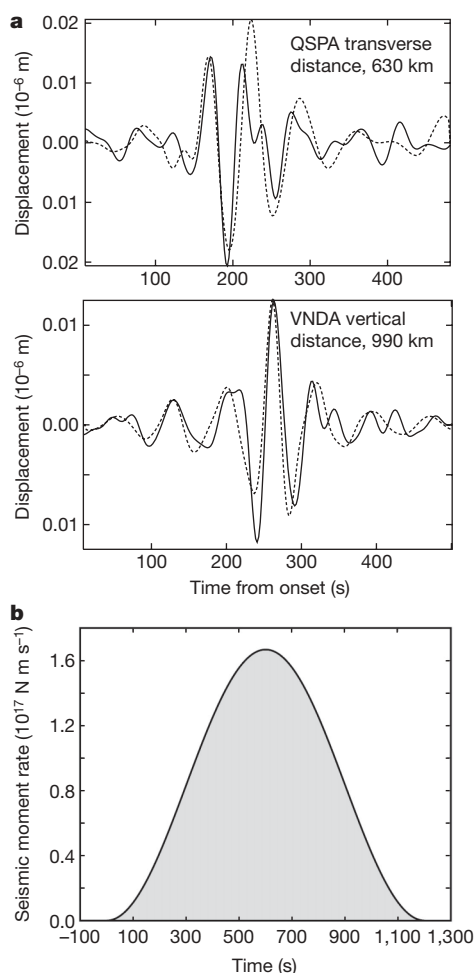 a
QSPA transverse
distance, 630 km
Displacement (10⁻⁶ m)
0.02
0.01
0.00
0.01
0.02
100 200 300 400
VNDA vertical
distance, 990 km
Displacement (10⁻⁶ m)
0.01
0.00
0.01
100 200 300 400
Time from onset (s)
b
Seismic moment rate (10¹⁷ N m s⁻¹)
1.6
1.2
0.8
0.4
0.0
−100 100 300 500 700 900 1,100 1,300
Time (s)